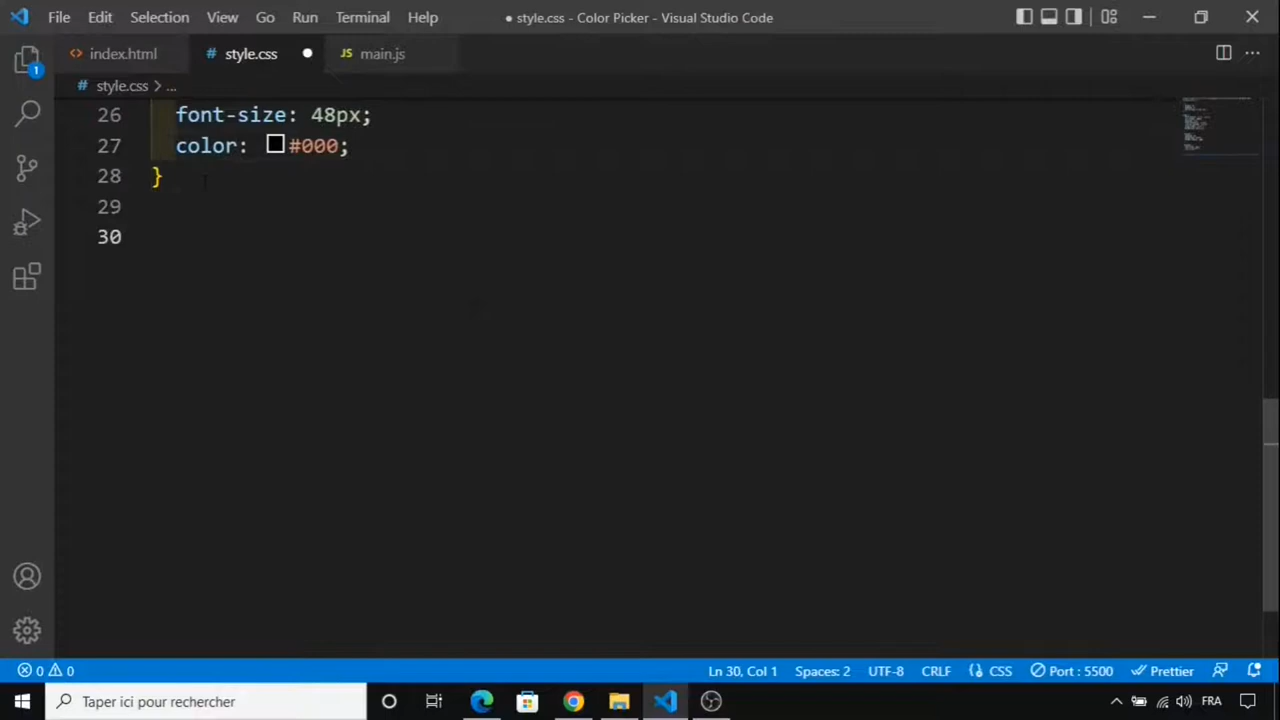 File Edit Selection View Go Run Terminal Help
● style.css - Color Picker - Visual Studio Code
<> index.html
# style.css ●
JS main.js
# style.css > ...
26 font-size: 48px;
27 color: #000;
28 }
29
30
1
0 0
Ln 30, Col 1
Spaces: 2
UTF-8
CRLF
{} CSS
Port : 5500
Prettier
Taper ici pour rechercher
FRA